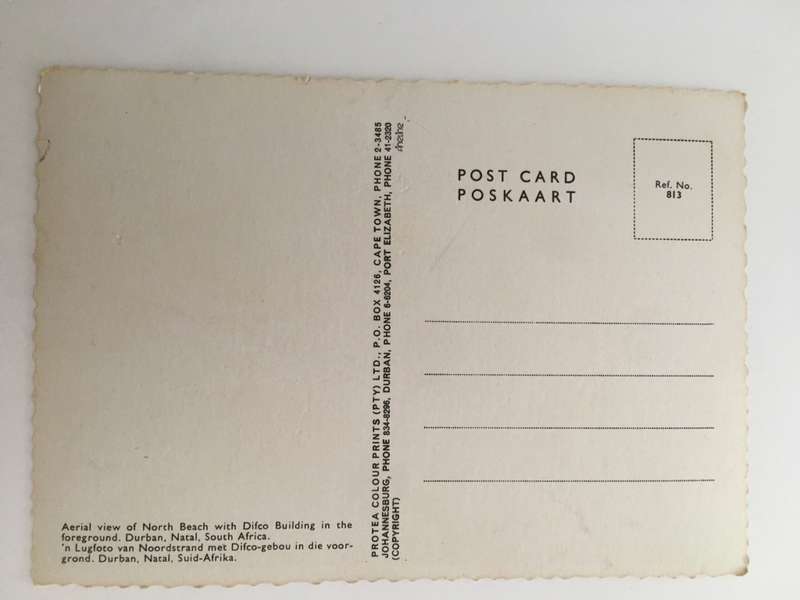 POST CARD
POSKAART
Ref. No.
813
PROTEA COLOUR PRINTS (PTY) LTD., P.O. BOX 4126, CAPE TOWN, PHONE 2-3485
JOHANNESBURG, PHONE 834-8296, DURBAN, PHONE 6-6204, PORT ELIZABETH, PHONE 41-2320
(COPYRIGHT)
Aerial view of North Beach with Difco Building in the
foreground. Durban, Natal, South Africa.
'n Lugfoto van Noordstrand met Difco-gebou in die voor-
grond. Durban, Natal, Suid-Afrika.